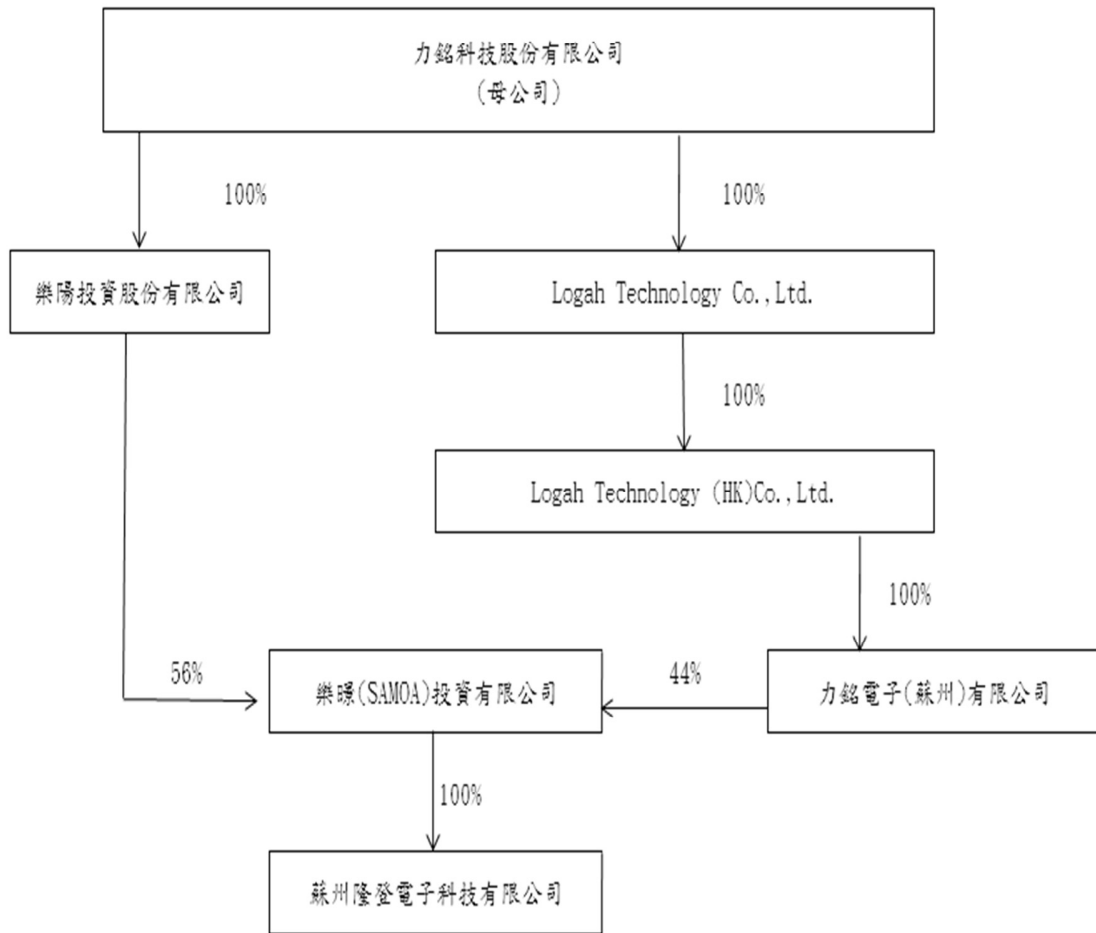 力銘科技股份有限公司
(母公司)
100%
100%
樂陽投資股份有限公司
Logah Technology Co.,Ltd.
100%
Logah Technology (HK)Co.,Ltd.
100%
56%
樂暻(SAMOA)投資有限公司
44%
力銘電子(蘇州)有限公司
100%
蘇州隆登電子科技有限公司